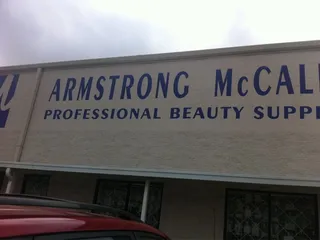 ARMSTRONG McCAL
PROFESSIONAL BEAUTY SUPP